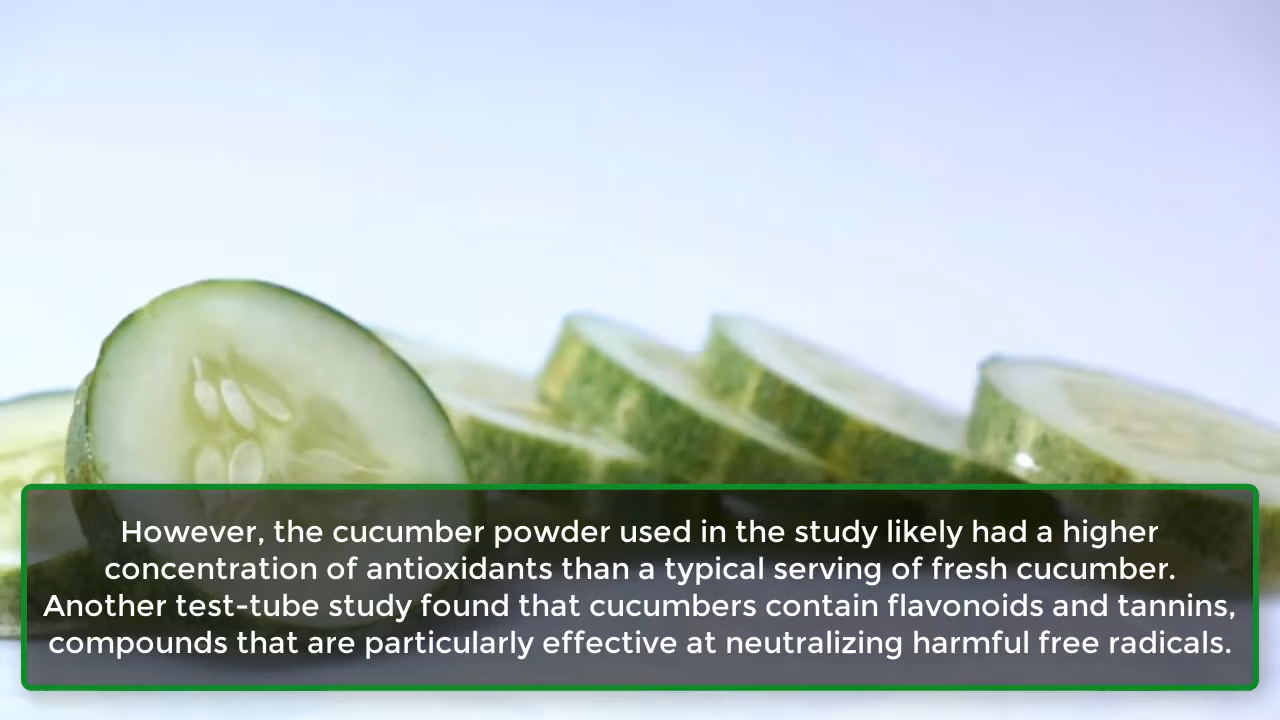 However, the cucumber powder used in the study likely had a higher
concentration of antioxidants than a typical serving of fresh cucumber.
Another test-tube study found that cucumbers contain flavonoids and tannins,
compounds that are particularly effective at neutralizing harmful free radicals.